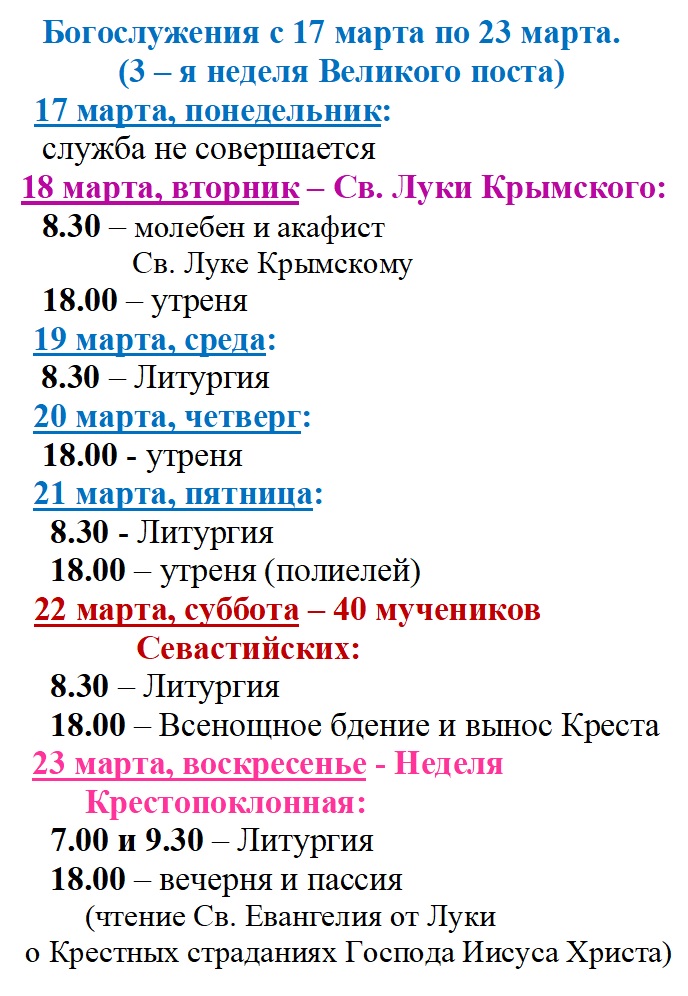 Богослужения с 17 марта по 23 марта.
(3 – я неделя Великого поста)
17 марта, понедельник:
служба не совершается
18 марта, вторник – Св. Луки Крымского:
8.30 – молебен и акафист
Св. Луке Крымскому
18.00 – утреня
19 марта, среда:
8.30 – Литургия
20 марта, четверг:
18.00 - утреня
21 марта, пятница:
8.30 - Литургия
18.00 – утреня (полиелей)
22 марта, суббота – 40 мучеников
Севастийских:
8.30 – Литургия
18.00 – Всенощное бдение и вынос Креста
23 марта, воскресенье - Неделя
Крестопоклонная:
7.00 и 9.30 – Литургия
18.00 – вечерня и пассия
(чтение Св. Евангелия от Луки
о Крестных страданиях Господа Иисуса Христа)